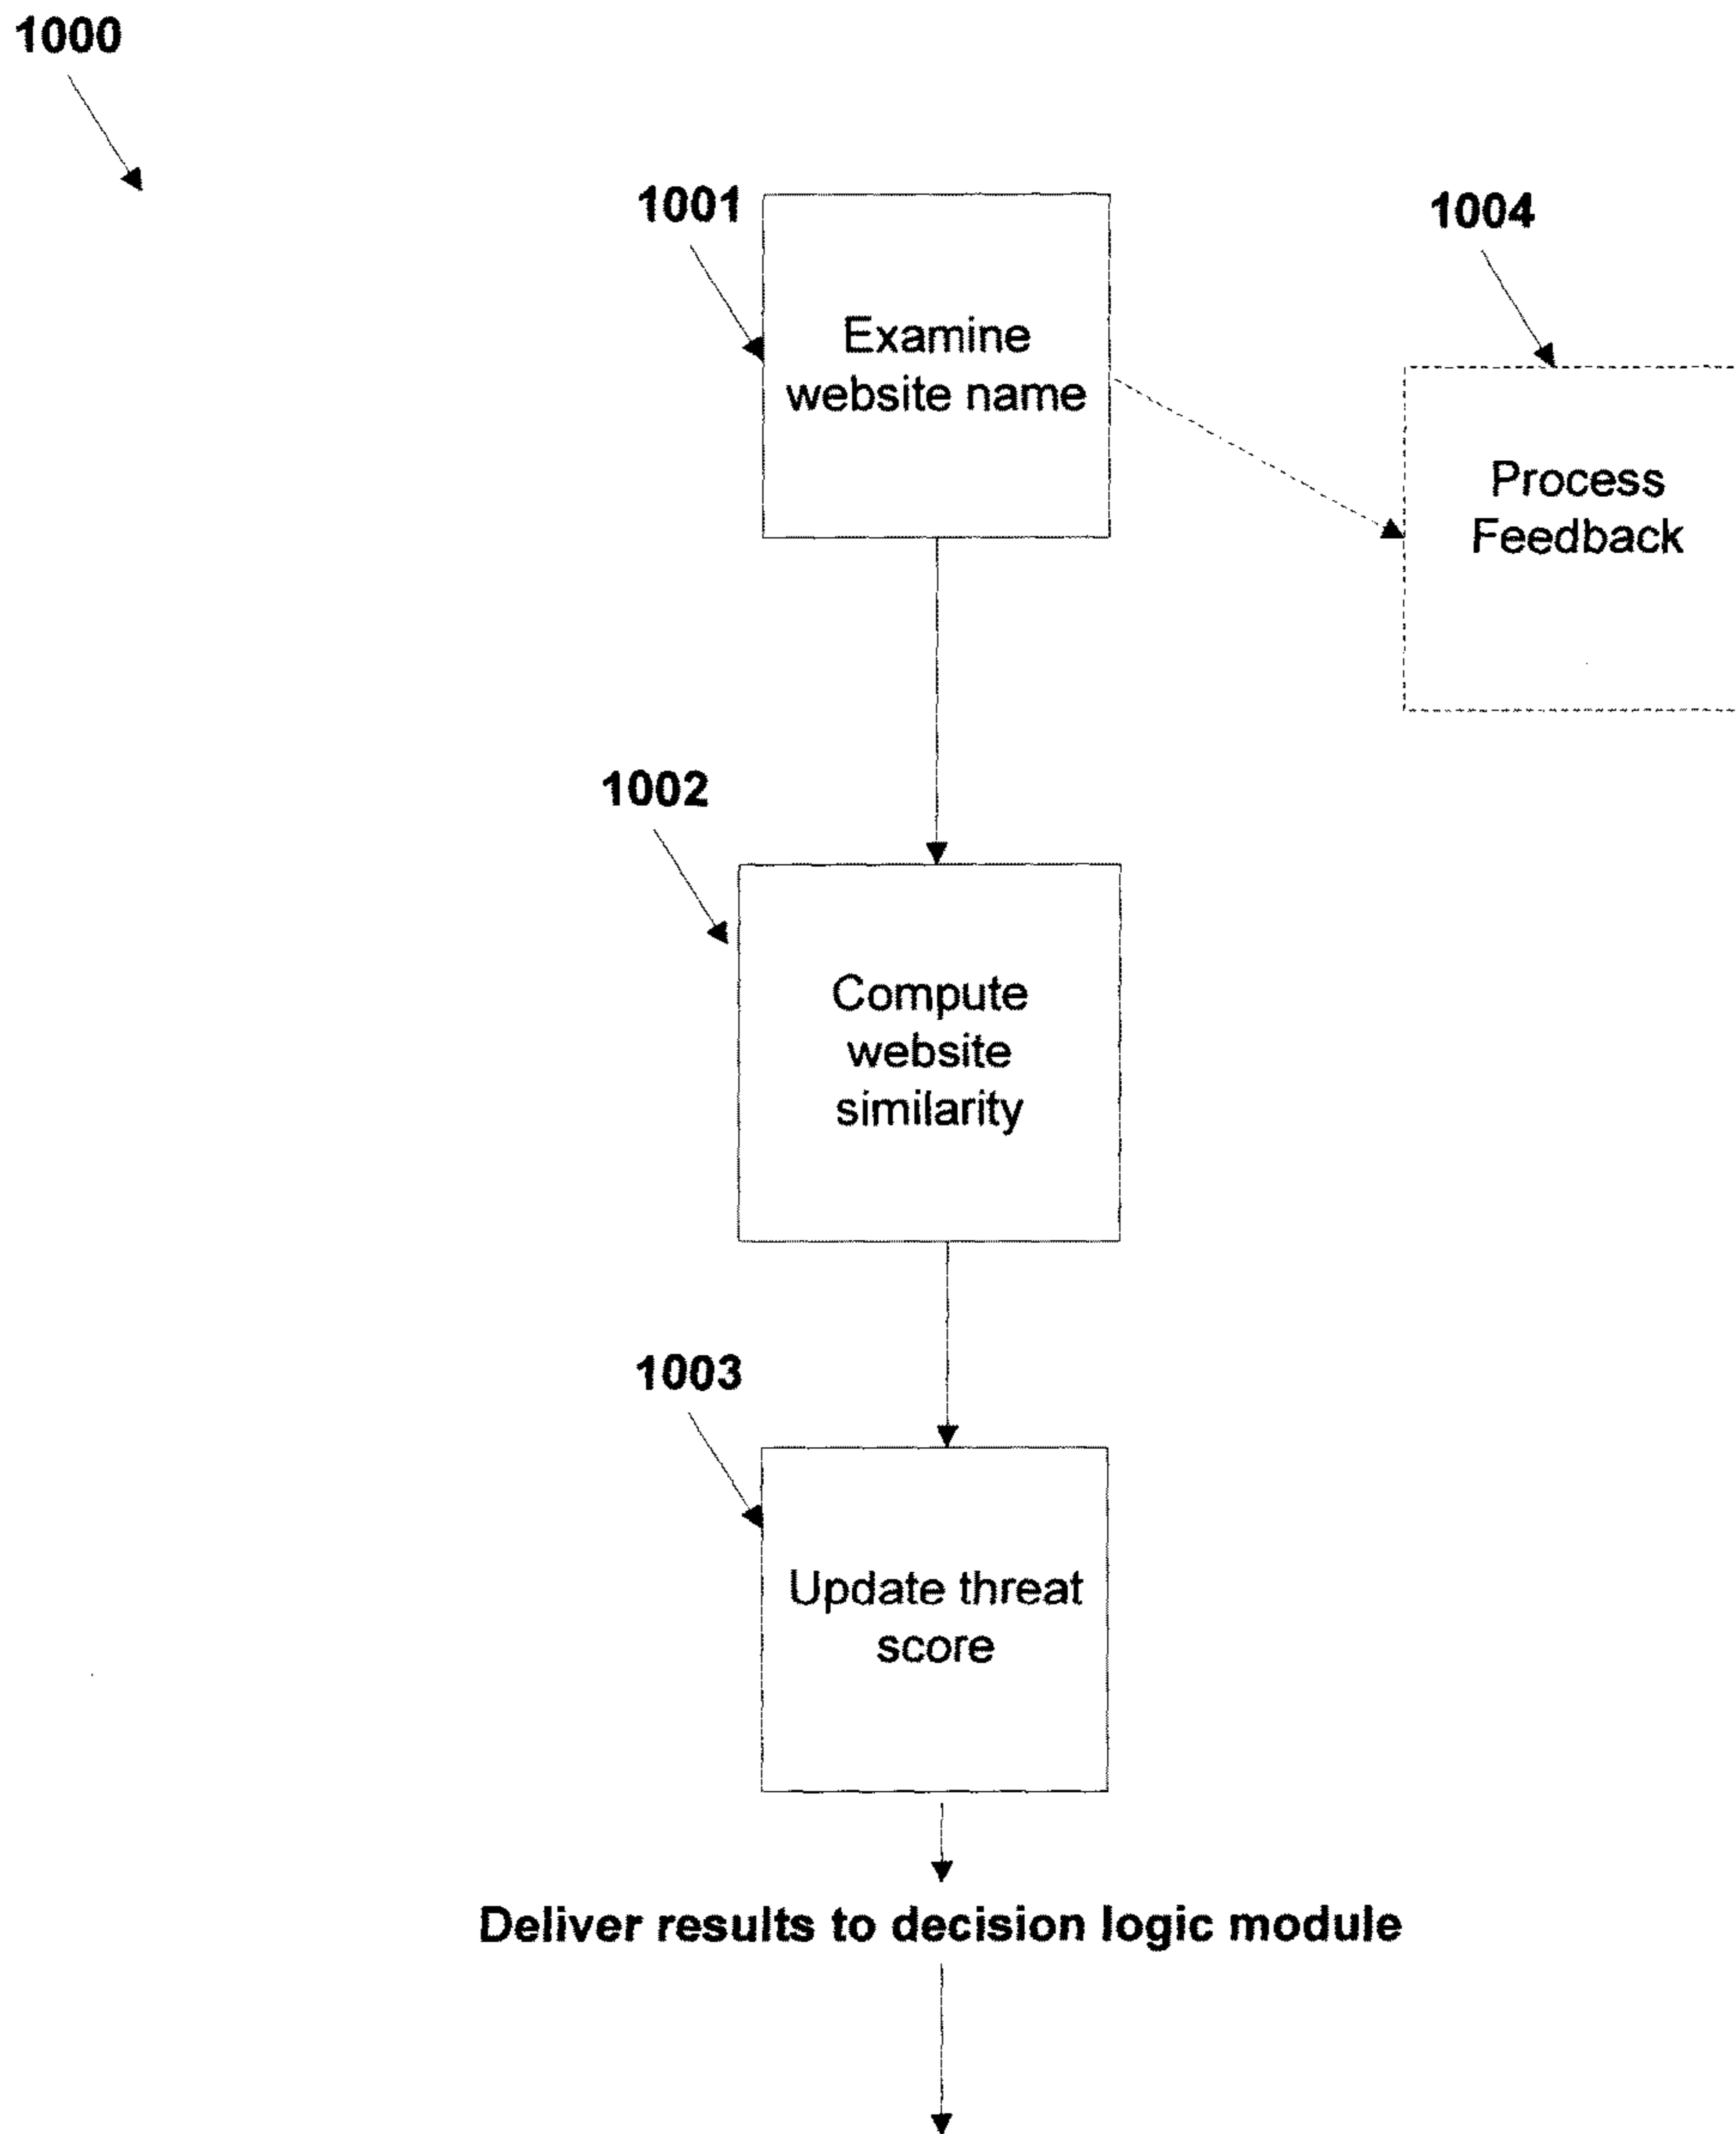 1000
1001
Examine
website name
1004
Process
Feedback
1002
Compute
website
similarity
1003
Update threat
score
Deliver results to decision logic module